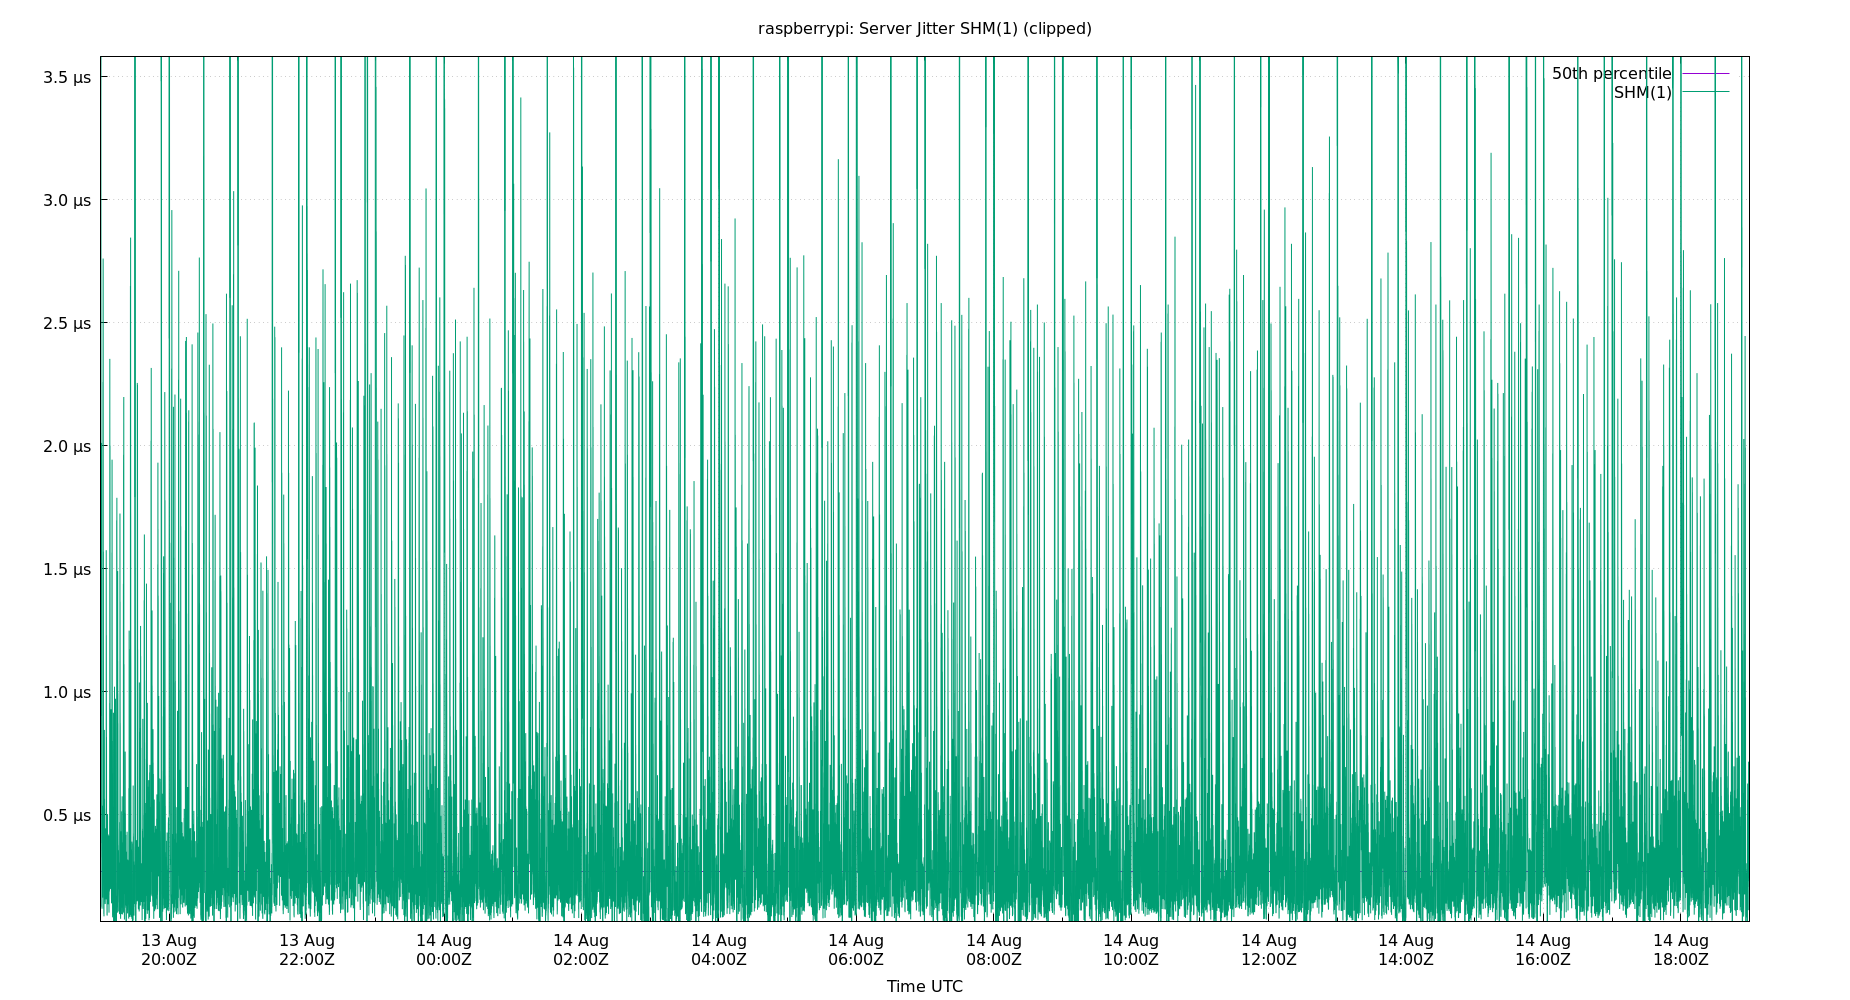 raspberrypi: Server Jitter SHM(1) (clipped)
50th percentile
SHM(1)
3.5 µs
3.0 µs
2.5 µs
2.0 µs
1.5 µs
1.0 µs
0.5 µs
13 Aug 13 Aug 14 Aug 14 Aug 14 Aug 14 Aug 14 Aug 14 Aug 14 Aug 14 Aug 14 Aug 14 Aug
20:00Z 22:00Z 00:00Z 02:00Z 04:00Z 06:00Z 08:00Z 10:00Z 12:00Z 14:00Z 16:00Z 18:00Z
Time UTC